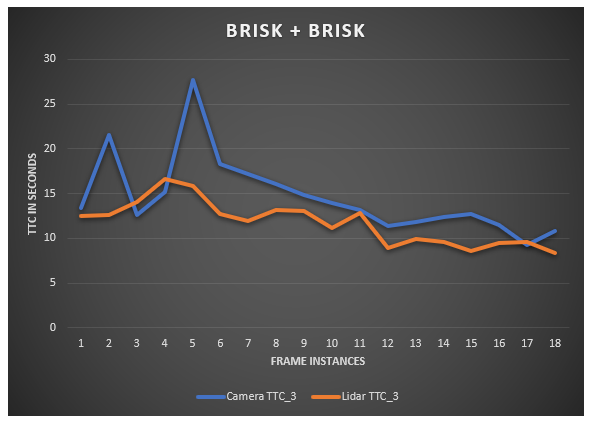 BRISK + BRISK
30
25
20
15
10
5
0
TTC IN SECONDS
1 2 3 4 5 6 7 8 9 10 11 12 13 14 15 16 17 18
FRAME INSTANCES
Camera TTC_3 Lidar TTC_3